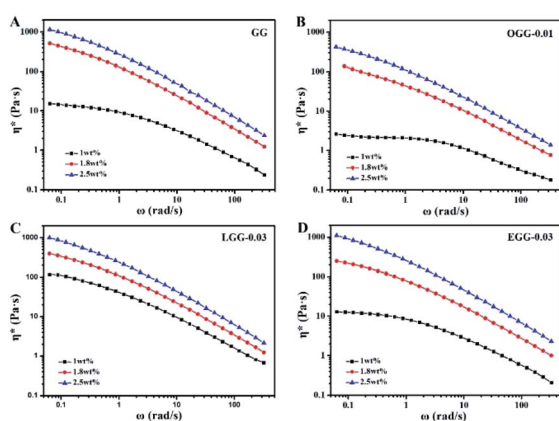 A
GG
1000
100
10
1
0.1
η* (Pa·s)
1wt%
1.8wt%
2.5wt%
0.1
1
10
100
ω (rad/s)
B
OGG-0.01
1000
100
10
1
0.1
η* (Pa·s)
1wt%
1.8wt%
2.5wt%
0.1
1
10
100
ω (rad/s)
C
LGG-0.03
1000
100
10
1
0.1
η* (Pa·s)
1wt%
1.8wt%
2.5wt%
0.1
1
10
100
ω (rad/s)
D
EGG-0.03
1000
100
10
1
0.1
η* (Pa·s)
1wt%
1.8wt%
2.5wt%
0.1
1
10
100
ω (rad/s)